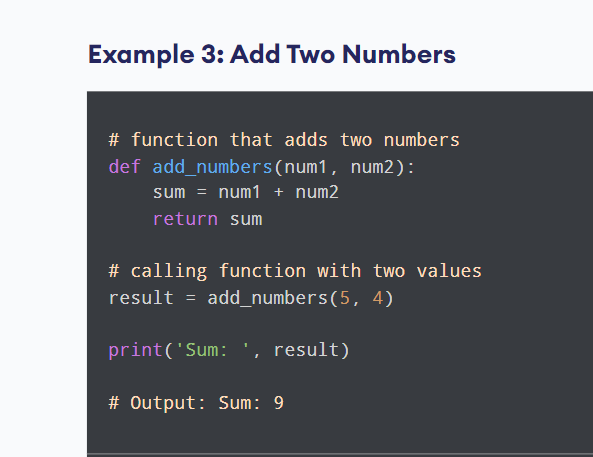 Example 3: Add Two Numbers
# function that adds two numbers
def add_numbers(num1, num2):
    sum = num1 + num2
    return sum
# calling function with two values
result = add_numbers(5, 4)
print('Sum: ', result)
# Output: Sum: 9